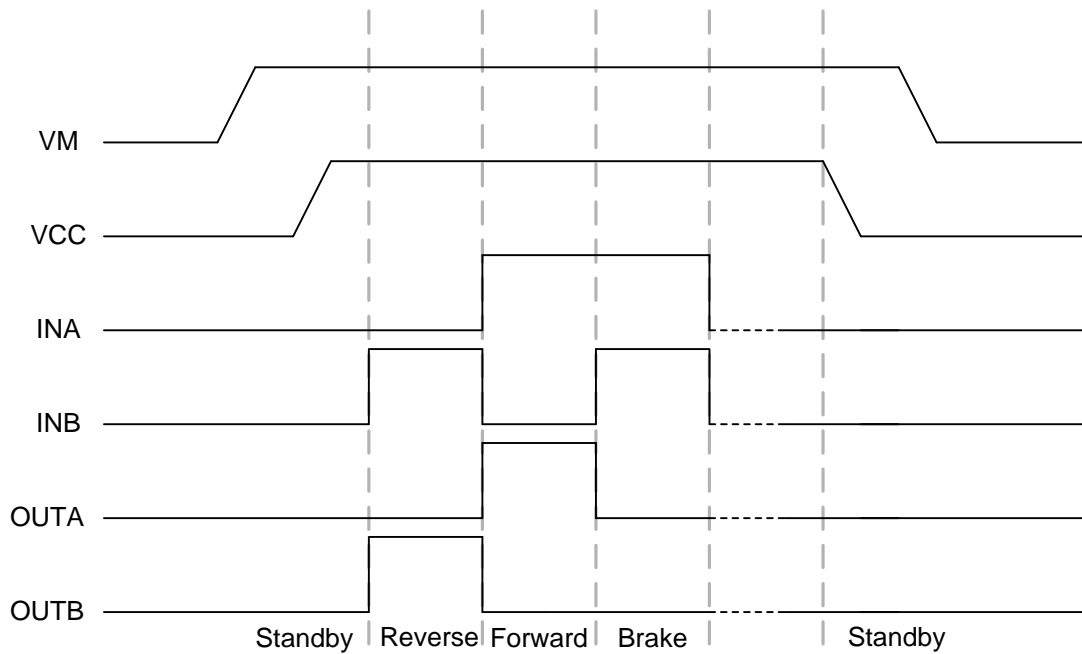 VM
VCC
INA
INB
OUTA
OUTB
Standby Reverse Forward Brake Standby